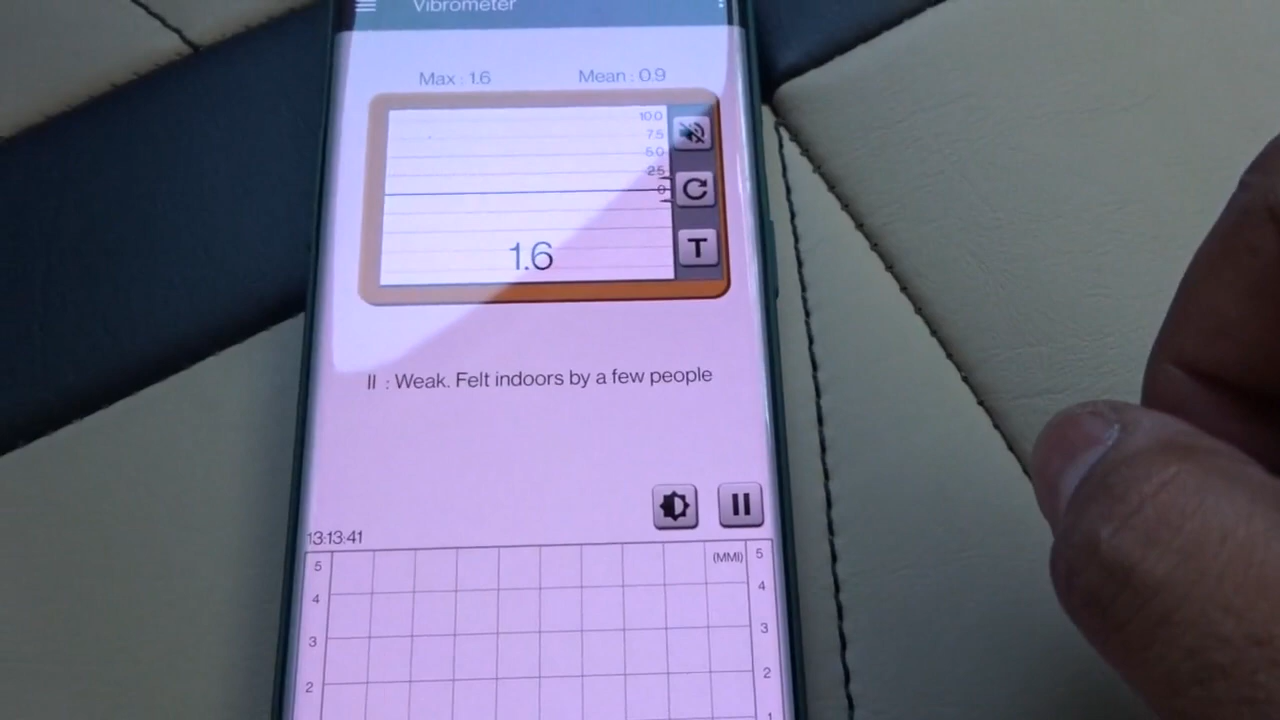 Vibrometer
Max : 1.6 Mean : 0.9
10.0
7.5
5.0
2.5
0
T
1.6
II : Weak. Felt indoors by a few people
13:13:41
(MMI)
5 5
4 4
3 3
2 2
1